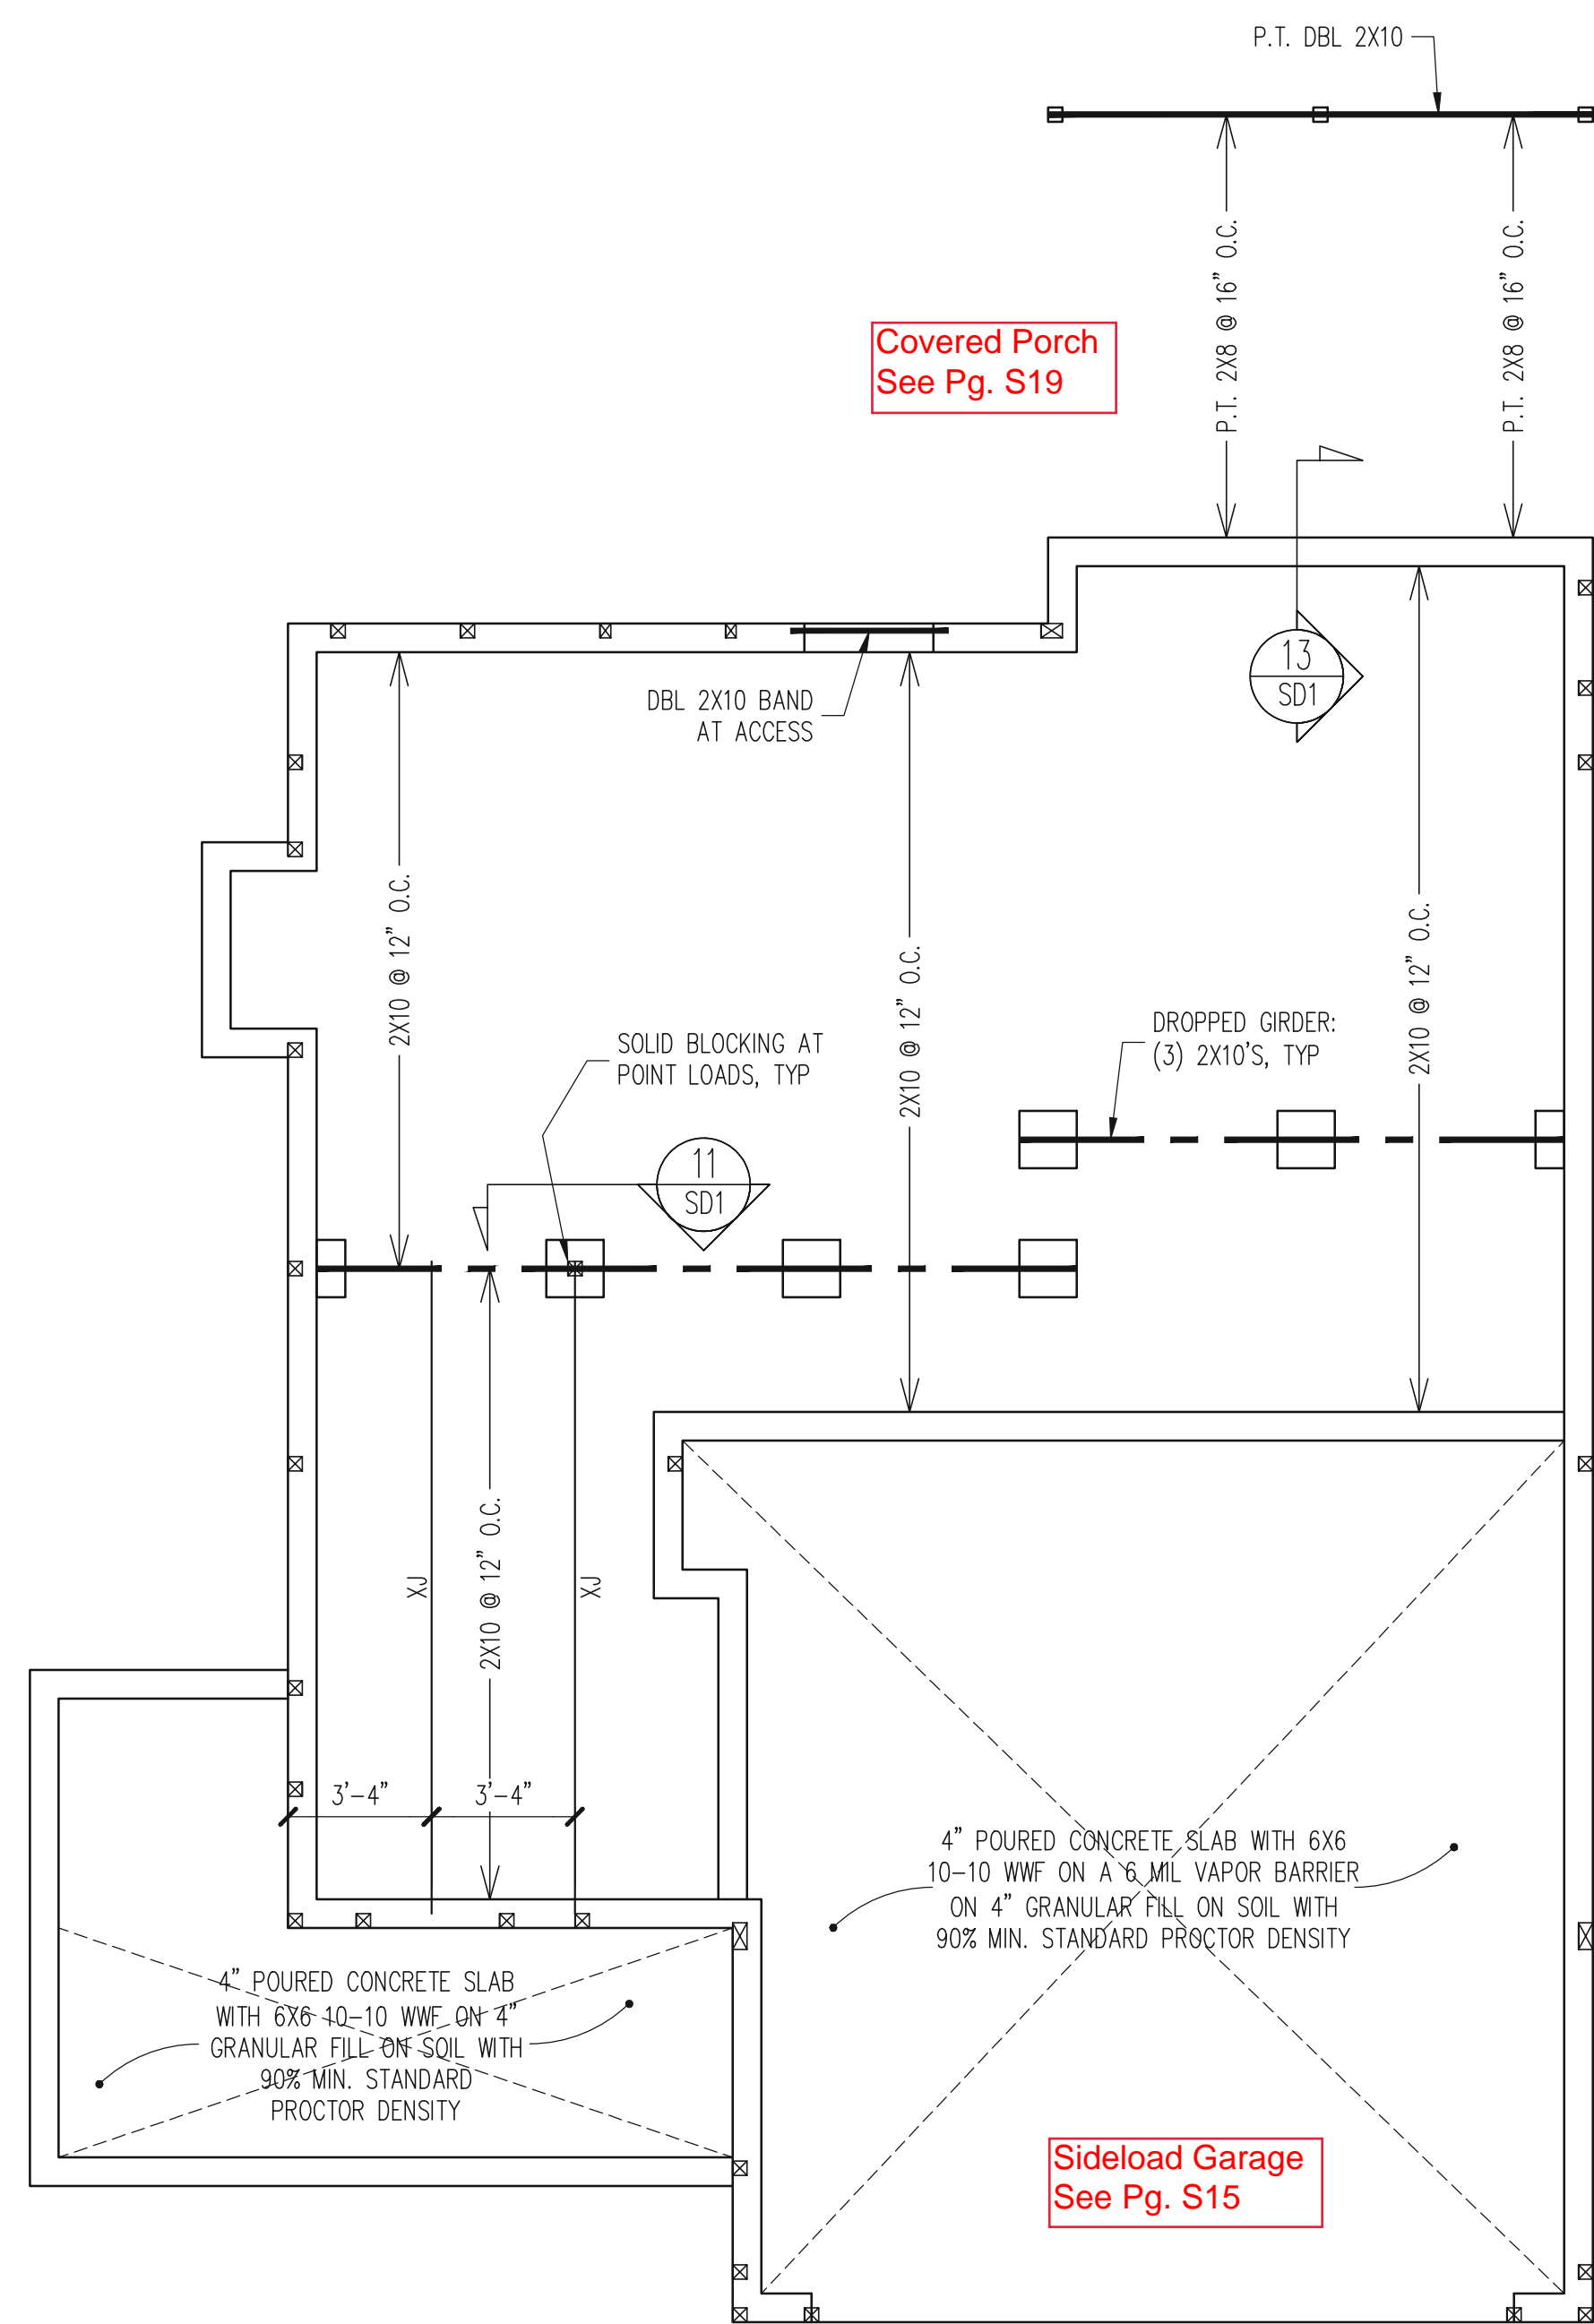 P.T. DBL 2X10
P.T. 2X8 @ 16" O.C.
P.T. 2X8 @ 16" O.C.
Covered Porch
See Pg. S19
13
SD1
DBL 2X10 BAND
AT ACCESS
2X10 @ 12" O.C.
2X10 @ 12" O.C.
2X10 @ 12" O.C.
SOLID BLOCKING AT
POINT LOADS, TYP
DROPPED GIRDER:
(3) 2X10'S, TYP
11
SD1
XJ
2X10 @ 12" O.C.
XJ
3'-4"
3'-4"
4" POURED CONCRETE SLAB WITH 6X6
10-10 WWF ON A 6 MIL VAPOR BARRIER
ON 4" GRANULAR FILL ON SOIL WITH
90% MIN. STANDARD PROCTOR DENSITY
4" POURED CONCRETE SLAB
WITH 6X6 10-10 WWF ON 4"
GRANULAR FILL ON SOIL WITH
90% MIN. STANDARD
PROCTOR DENSITY
Sideload Garage
See Pg. S15